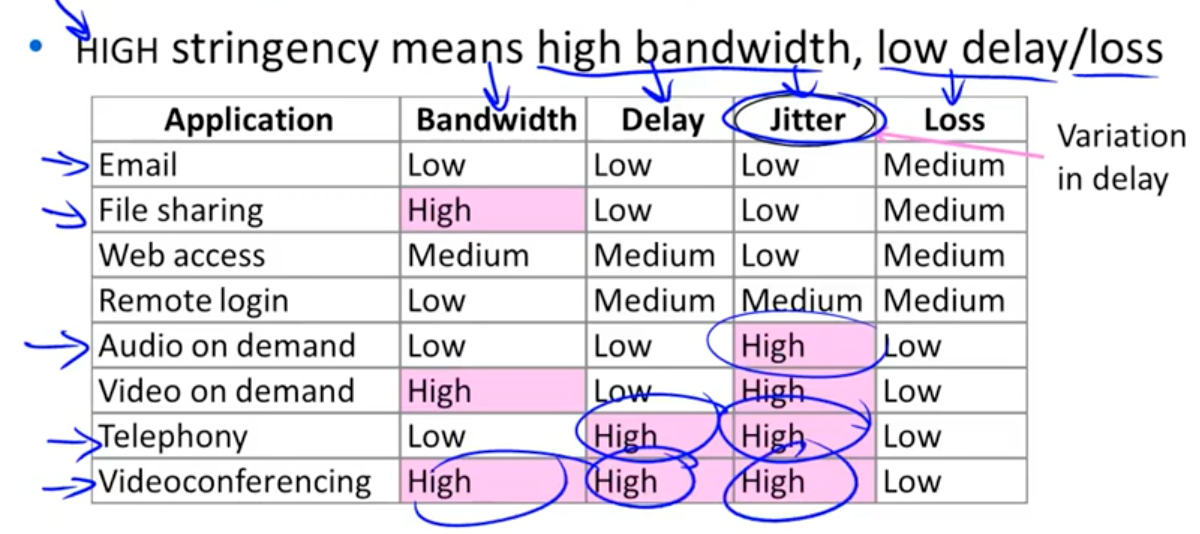 • HIGH stringency means high bandwidth, low delay/loss
Application Bandwidth Delay Jitter Loss
Email Low Low Low Medium
File sharing High Low Low Medium
Web access Medium Medium Low Medium
Remote login Low Medium Medium Medium
Audio on demand Low Low High Low
Video on demand High Low High Low
Telephony Low High High Low
Videoconferencing High High High Low
Variation
in delay